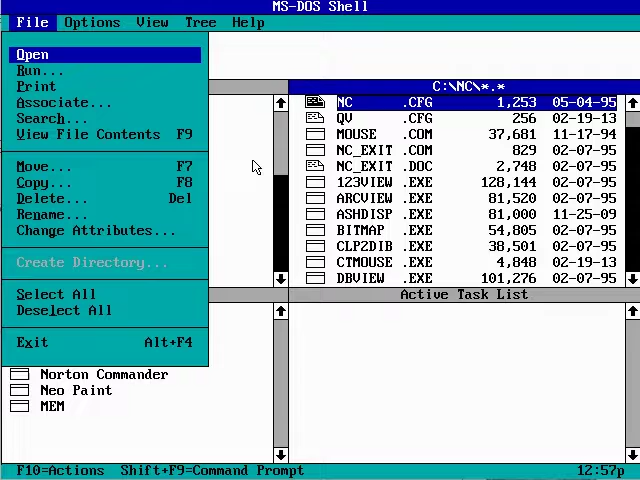 MS-DOS Shell
File Options View Tree Help
Open
Run...
Print
Associate...
Search...
View File Contents F9
Move... F7
Copy... F8
Delete... Del
Rename...
Change Attributes...
Create Directory...
Select All
Deselect All
Exit Alt+F4
C:\NC\*.*
NC .CFG 1,253 05-04-95
QV .CFG 256 02-19-13
MOUSE .COM 37,681 11-17-94
NC_EXIT .COM 829 02-07-95
NC_EXIT .DOC 2,748 02-07-95
123VIEW .EXE 128,144 02-07-95
ARCVIEW .EXE 81,520 02-07-95
ASHDISP .EXE 81,000 11-25-09
BITMAP .EXE 54,805 02-07-95
CLP2DIB .EXE 38,501 02-07-95
CTMOUSE .EXE 4,848 02-19-13
DBVIEW .EXE 101,276 02-07-95
Active Task List
Norton Commander
Neo Paint
MEM
F10=Actions Shift+F9=Command Prompt 12:57p